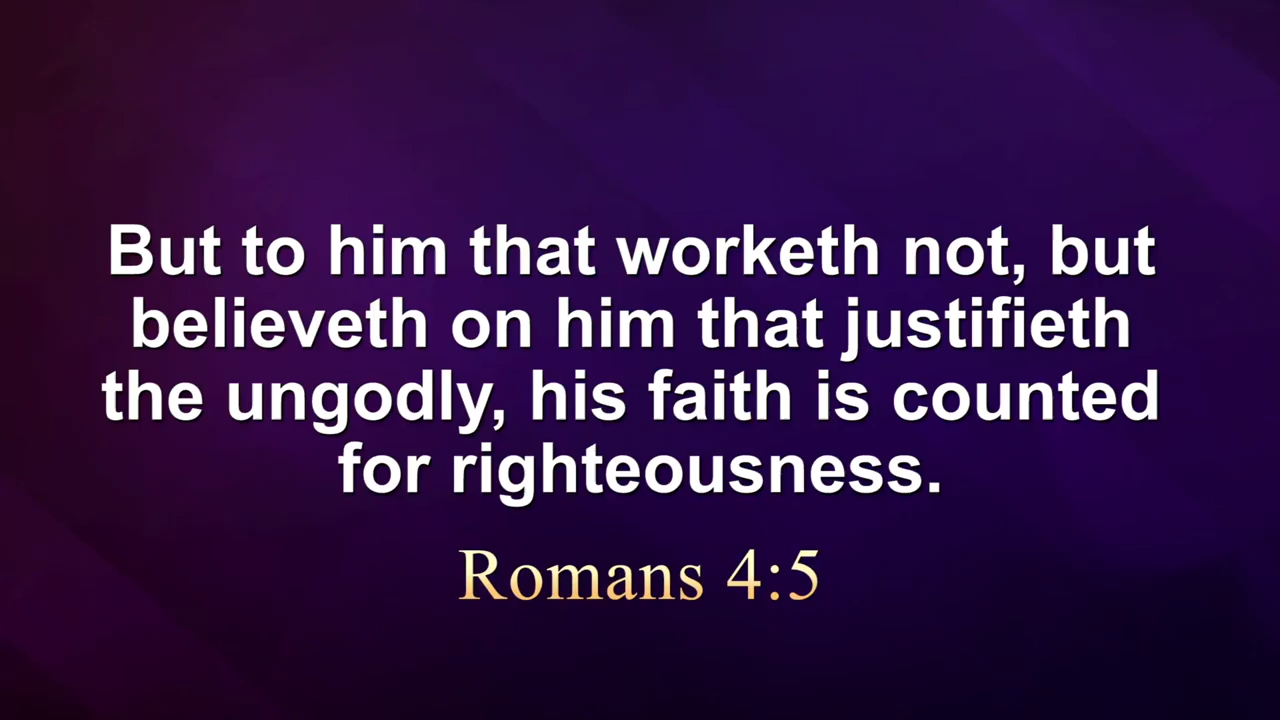 But to him that worketh not, but
believeth on him that justifieth
the ungodly, his faith is counted
for righteousness.
Romans 4:5